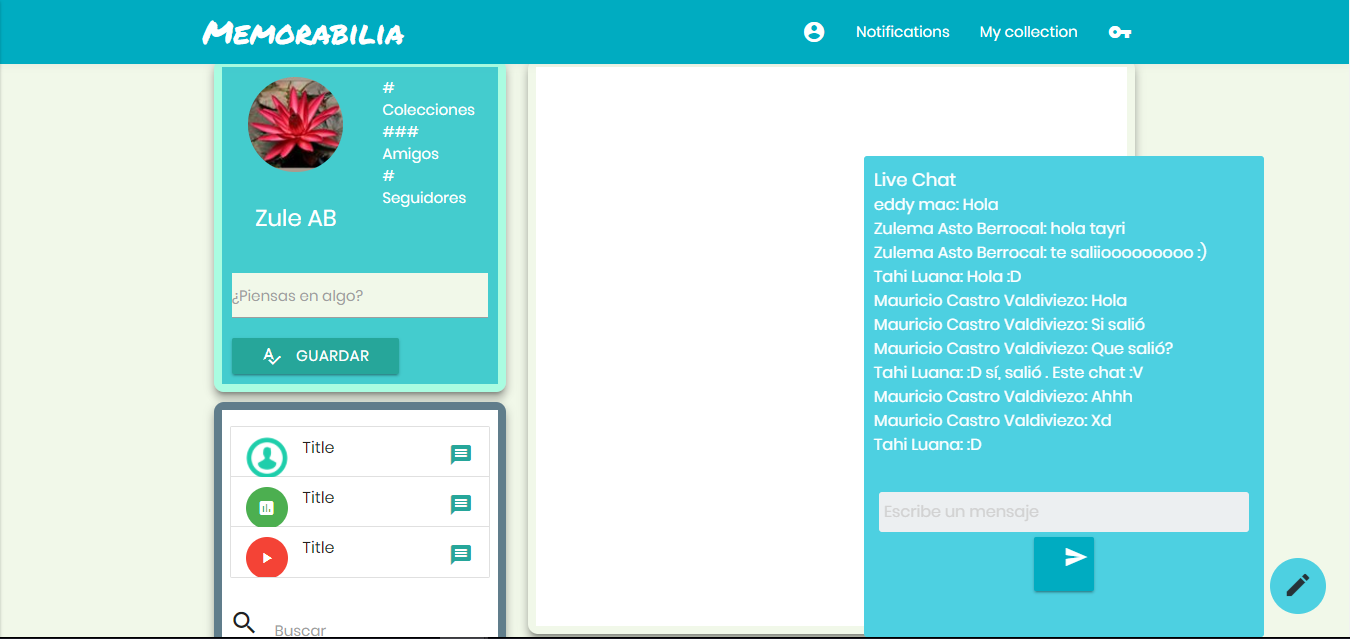 Memorabilia
Notifications
My collection
#
Colecciones
###
Amigos
#
Seguidores
Zule AB
¿Piensas en algo?
GUARDAR
Title
Title
Title
Buscar
Live Chat
eddy mac: Hola
Zulema Asto Berrocal: hola tayri
Zulema Asto Berrocal: te saliiooooooooo :)
Tahi Luana: Hola :D
Mauricio Castro Valdiviezo: Hola
Mauricio Castro Valdiviezo: Si salió
Mauricio Castro Valdiviezo: Que salió?
Tahi Luana: :D sí, salió . Este chat :V
Mauricio Castro Valdiviezo: Ahhh
Mauricio Castro Valdiviezo: Xd
Tahi Luana: :D
Escribe un mensaje